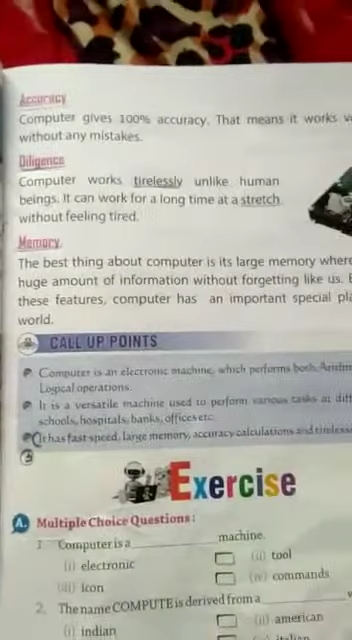 Accuracy
Computer gives 100% accuracy. That means it works
without any mistakes.
Diligence
Computer works tirelessly unlike human
beings. It can work for a long time at a stretch
without feeling tired.
Memory
The best thing about computer is its large memory where
huge amount of information without forgetting like us.
these features, computer has an important special
world.
CALL UP POINTS
Computer is an electronic machine, which performs both
Logical operations.
It is a versatile machine used to perform various tasks at
schools, hospitals, banks, offices etc.
It has fast speed, large memory, accuracy calculations and
Exercise
A. Multiple Choice Questions:
1. Computer is a __________ machine.
(i) electronic (ii) tool
(iii) icon (iv) commands
2. The name COMPUTE is derived from a __________
(i) indian (ii) american
italian